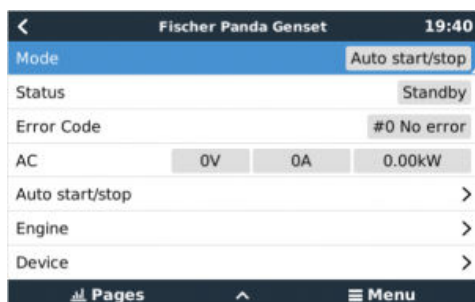 Fischer Panda Genset 19:40
Mode Auto start/stop
Status Standby
Error Code #0 No error
AC 0V 0A 0.00kW
Auto start/stop
Engine
Device
Pages Menu